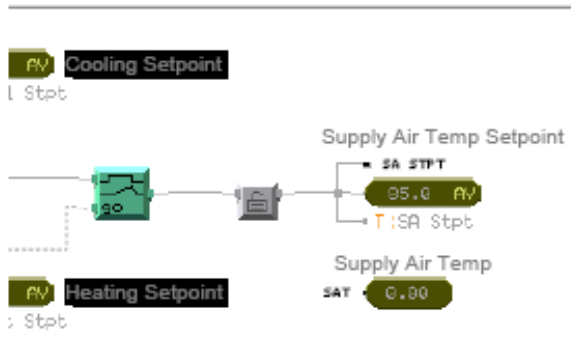 AV Cooling Setpoint
l Stpt
Supply Air Temp Setpoint
SA STPT
go
95.0 AV
T:SA Stpt
Supply Air Temp
AV Heating Setpoint
SAT 0.00
t Stpt